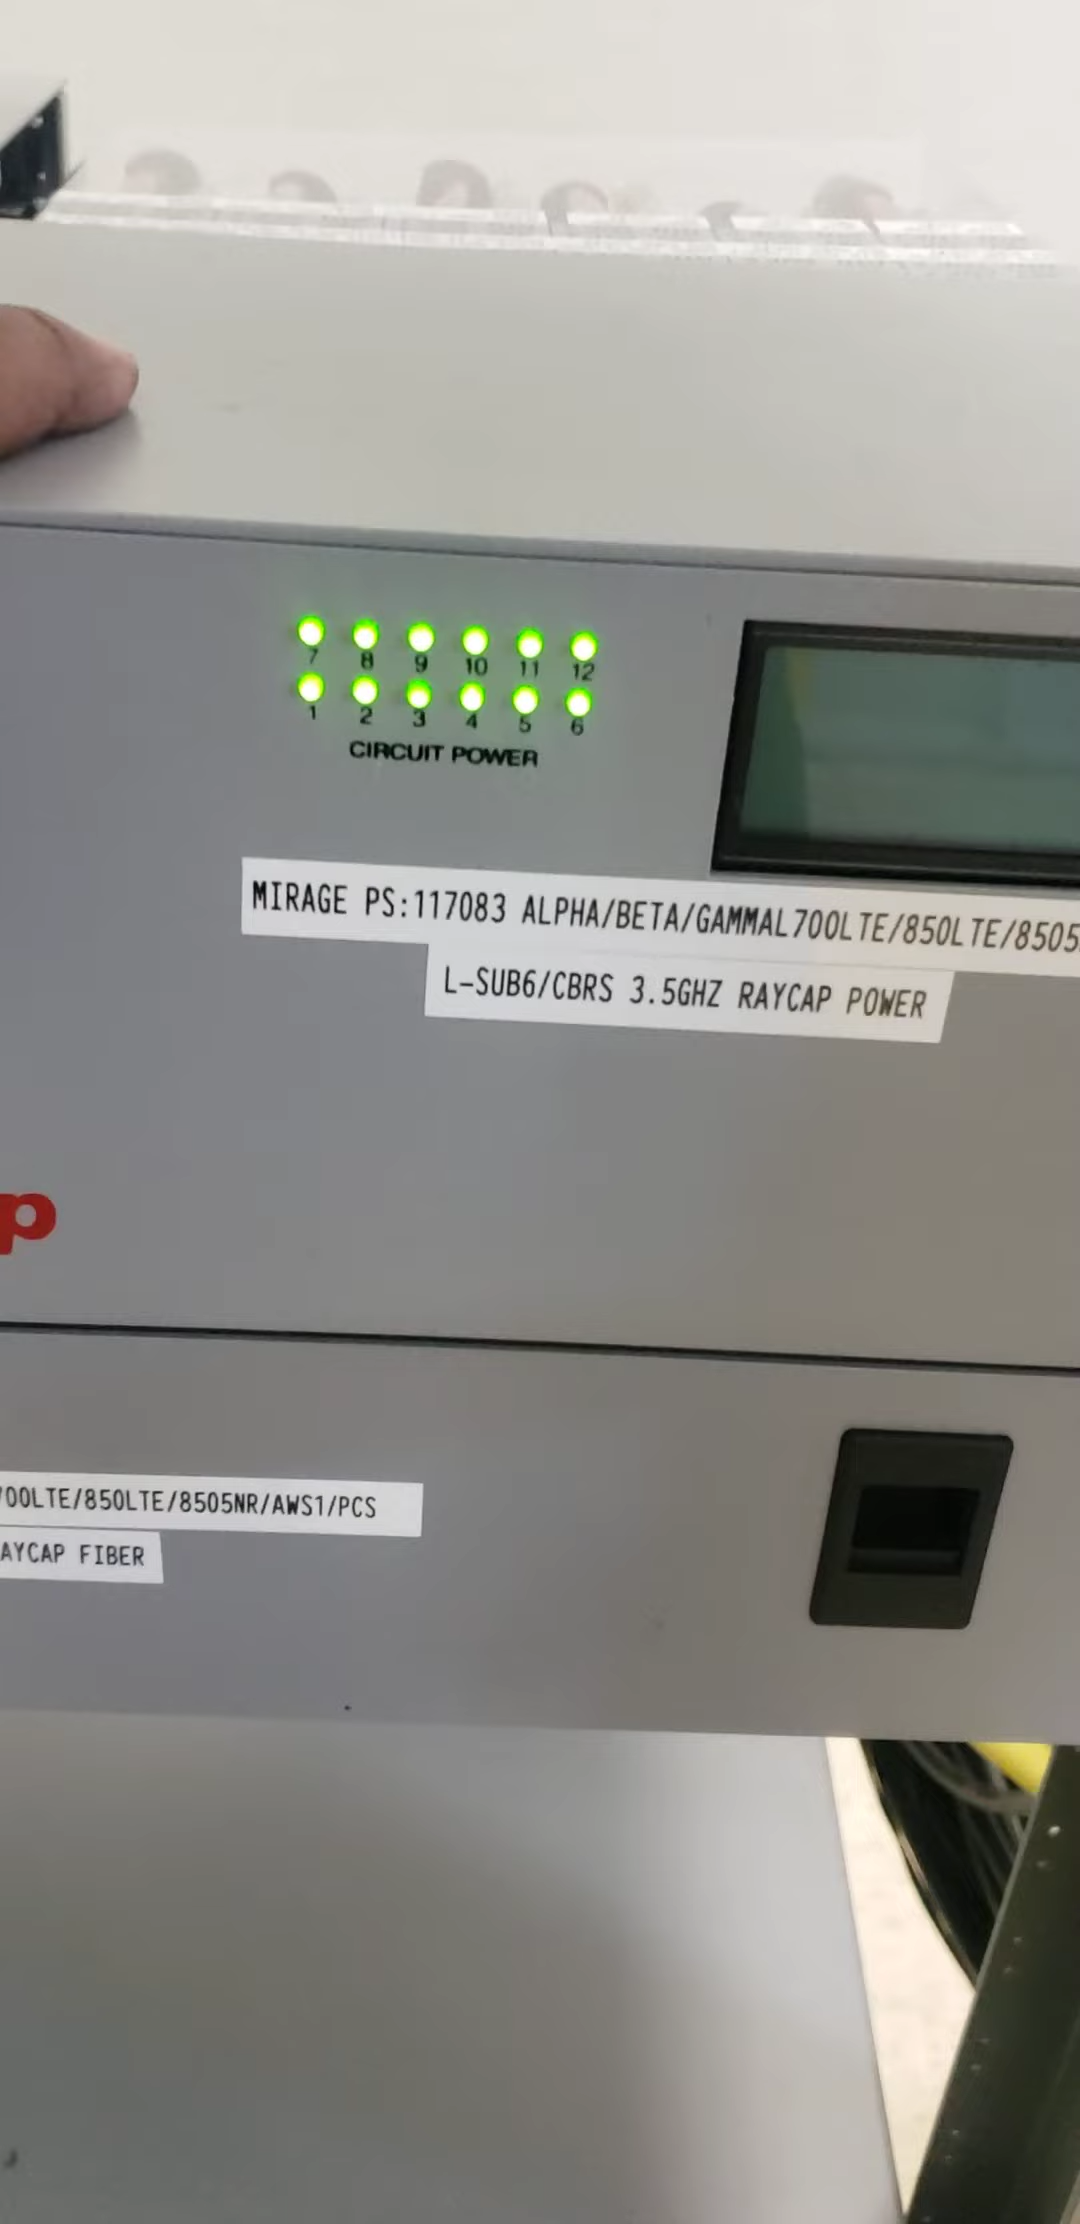 7 8 9 10 11 12
1 2 3 4 5 6
CIRCUIT POWER
MIRAGE PS:117083 ALPHA/BETA/GAMMAL700LTE/850LTE/8505
L-SUB6/CBRS 3.5GHZ RAYCAP POWER
p
00LTE/850LTE/8505NR/AWS1/PCS
AYCAP FIBER